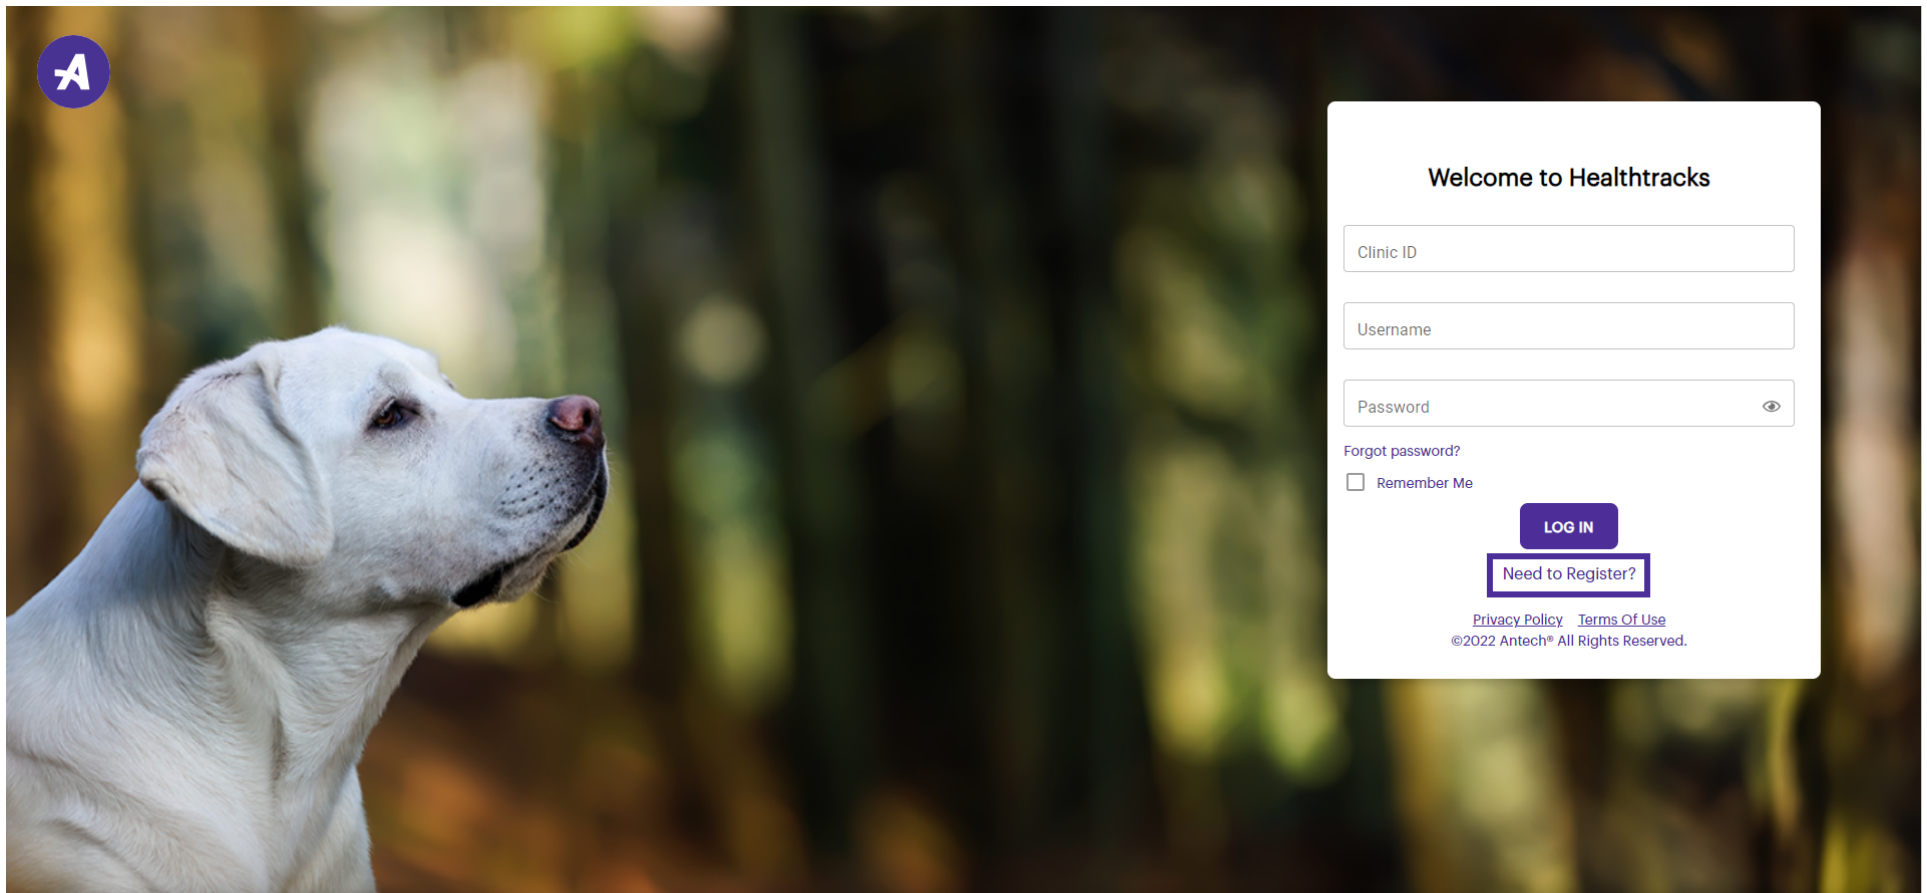 A
Welcome to Healthtracks
Clinic ID
Username
Password
Forgot password?
Remember Me
LOG IN
Need to Register?
Privacy Policy Terms Of Use
©2022 Antech® All Rights Reserved.